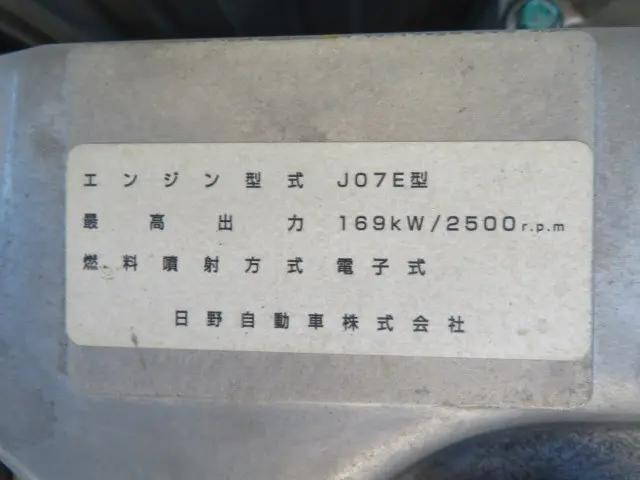 エンジン型式 J07E型
最高出力 169kW/2500r.p.m
燃料噴射方式 電子式
日野自動車株式会社